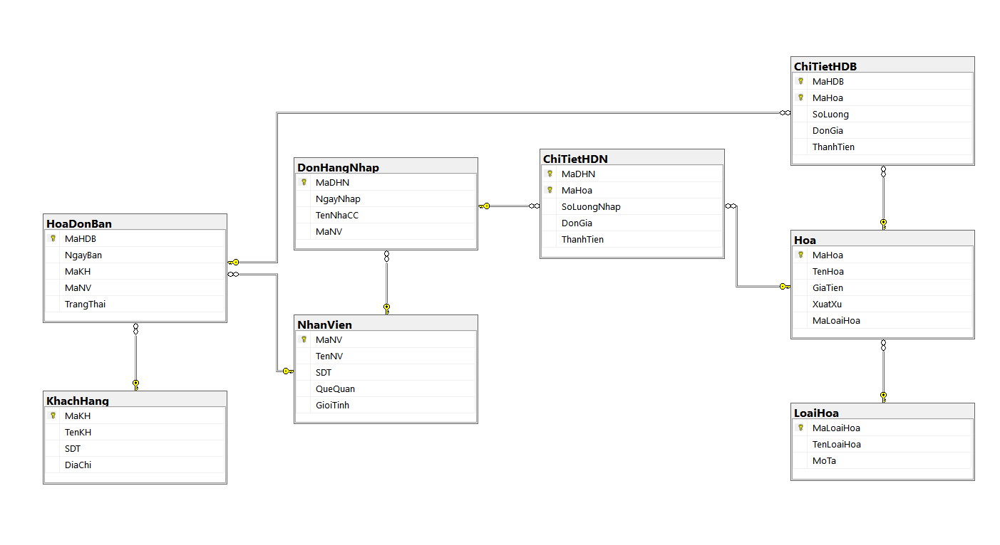 ChiTietHDB
MaHDB
MaHoa
SoLuong
DonGia
ThanhTien
DonHangNhap
MaDHN
NgayNhap
TenNhaCC
MaNV
ChiTietHDN
MaDHN
MaHoa
SoLuongNhap
DonGia
ThanhTien
HoaDonBan
MaHDB
NgayBan
MaKH
MaNV
TrangThai
Hoa
MaHoa
TenHoa
GiaTien
XuatXu
MaLoaiHoa
NhanVien
MaNV
TenNV
SDT
QueQuan
GioiTinh
KhachHang
MaKH
TenKH
SDT
DiaChi
LoaiHoa
MaLoaiHoa
TenLoaiHoa
MoTa